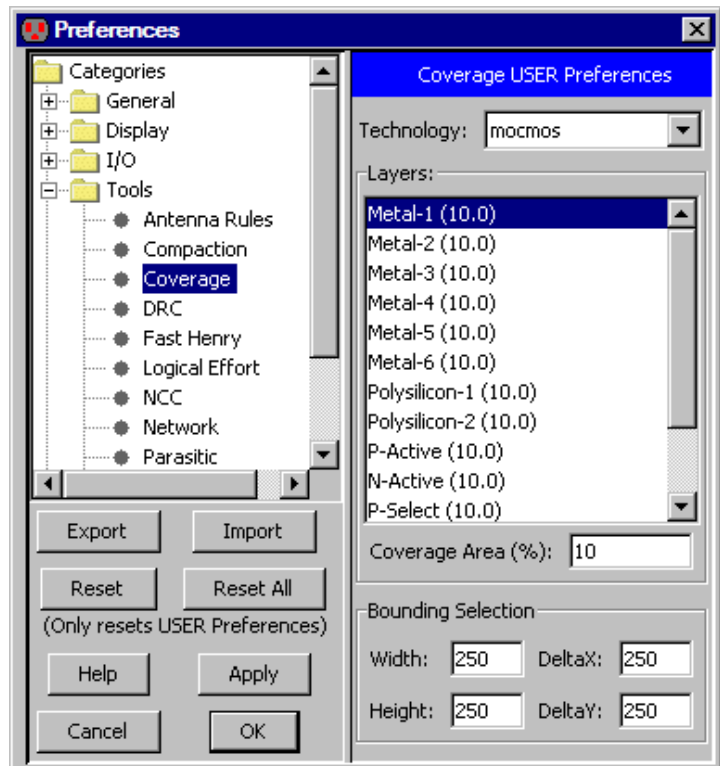 Preferences
Categories
General
Display
I/O
Tools
Antenna Rules
Compaction
Coverage
DRC
Fast Henry
Logical Effort
NCC
Network
Parasitic
Export
Import
Reset
Reset All
(Only resets USER Preferences)
Help
Apply
Cancel
OK
Coverage USER Preferences
Technology: mocmos
Layers:
Metal-1 (10.0)
Metal-2 (10.0)
Metal-3 (10.0)
Metal-4 (10.0)
Metal-5 (10.0)
Metal-6 (10.0)
Polysilicon-1 (10.0)
Polysilicon-2 (10.0)
P-Active (10.0)
N-Active (10.0)
P-Select (10.0)
Coverage Area (%): 10
Bounding Selection
Width: 250 DeltaX: 250
Height: 250 DeltaY: 250